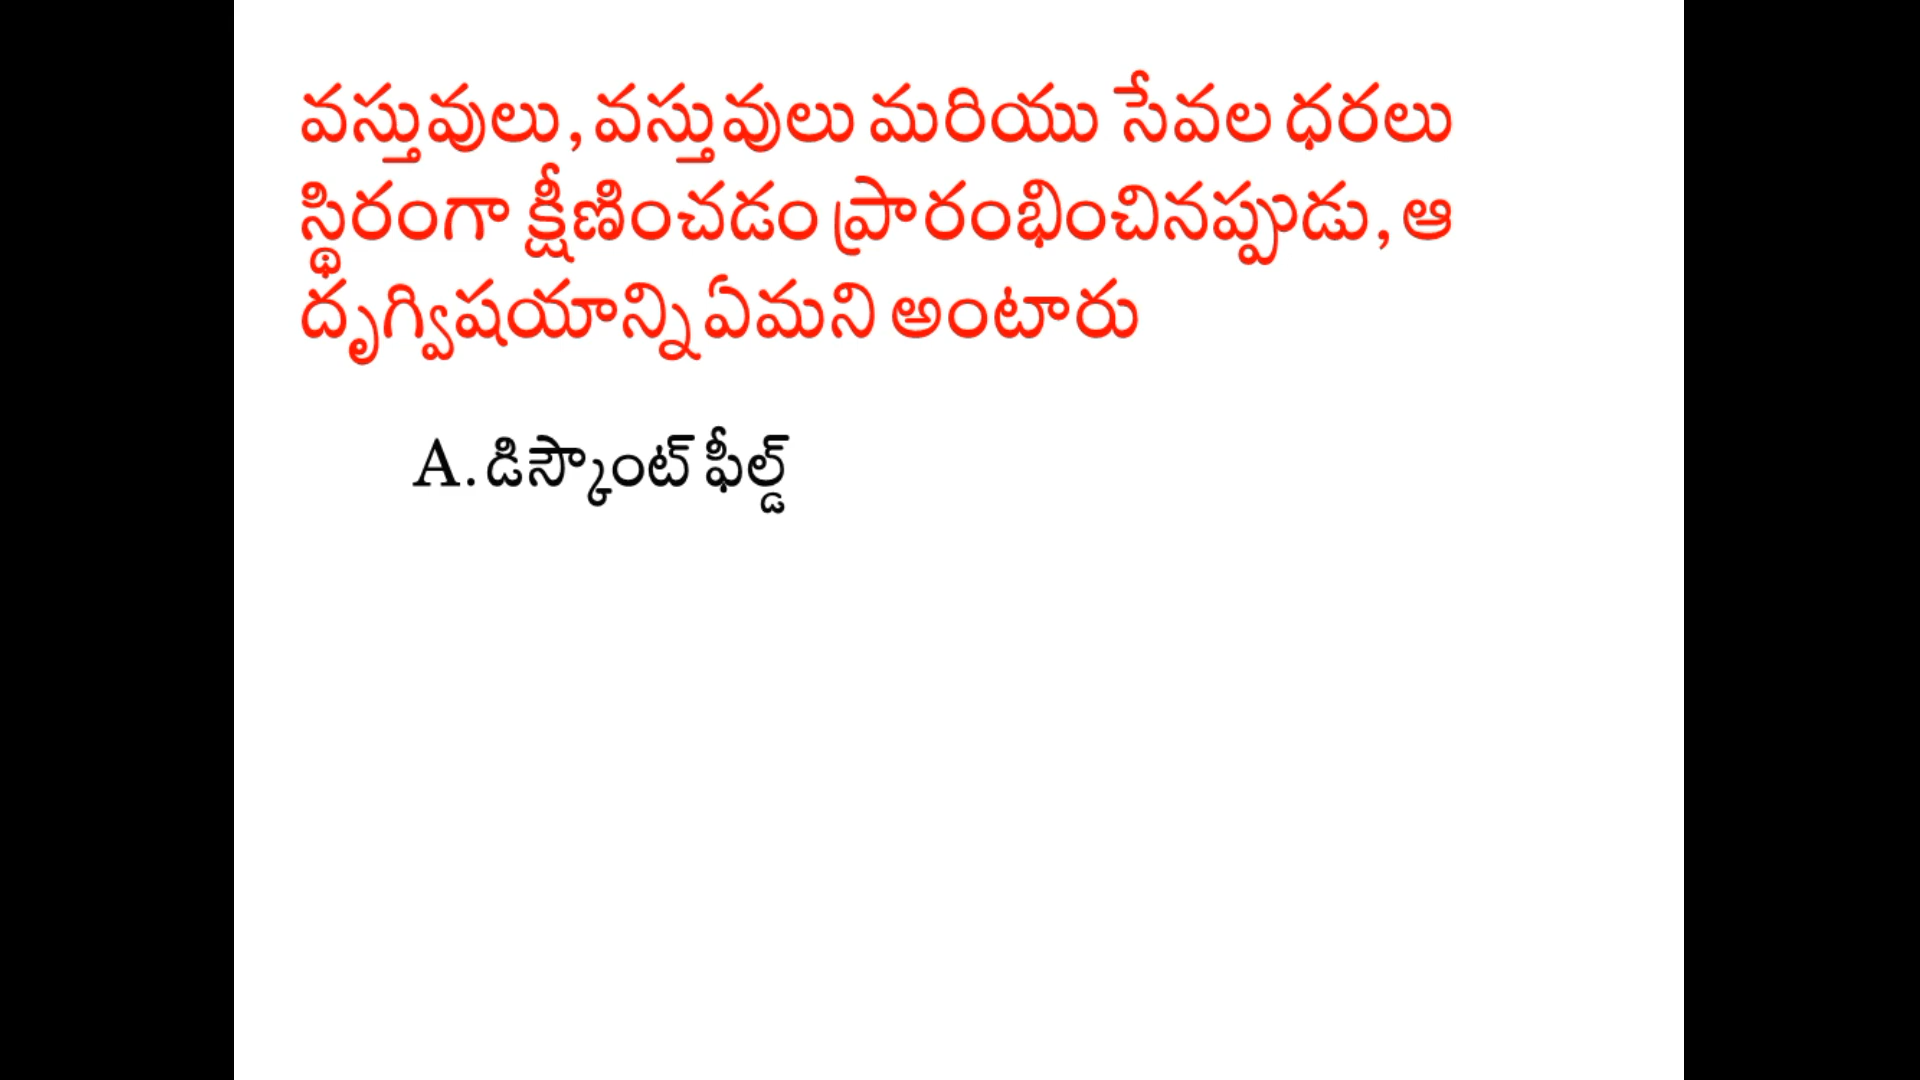 వస్తువులు, వస్తువులు మరియు సేవల ధరలు
స్థిరంగా క్షీణించడం ప్రారంభించినప్పుడు, ఆ
దృగ్విషయాన్ని ఏమని అంటారు
A. డిస్కౌంట్ ఫీల్డ్